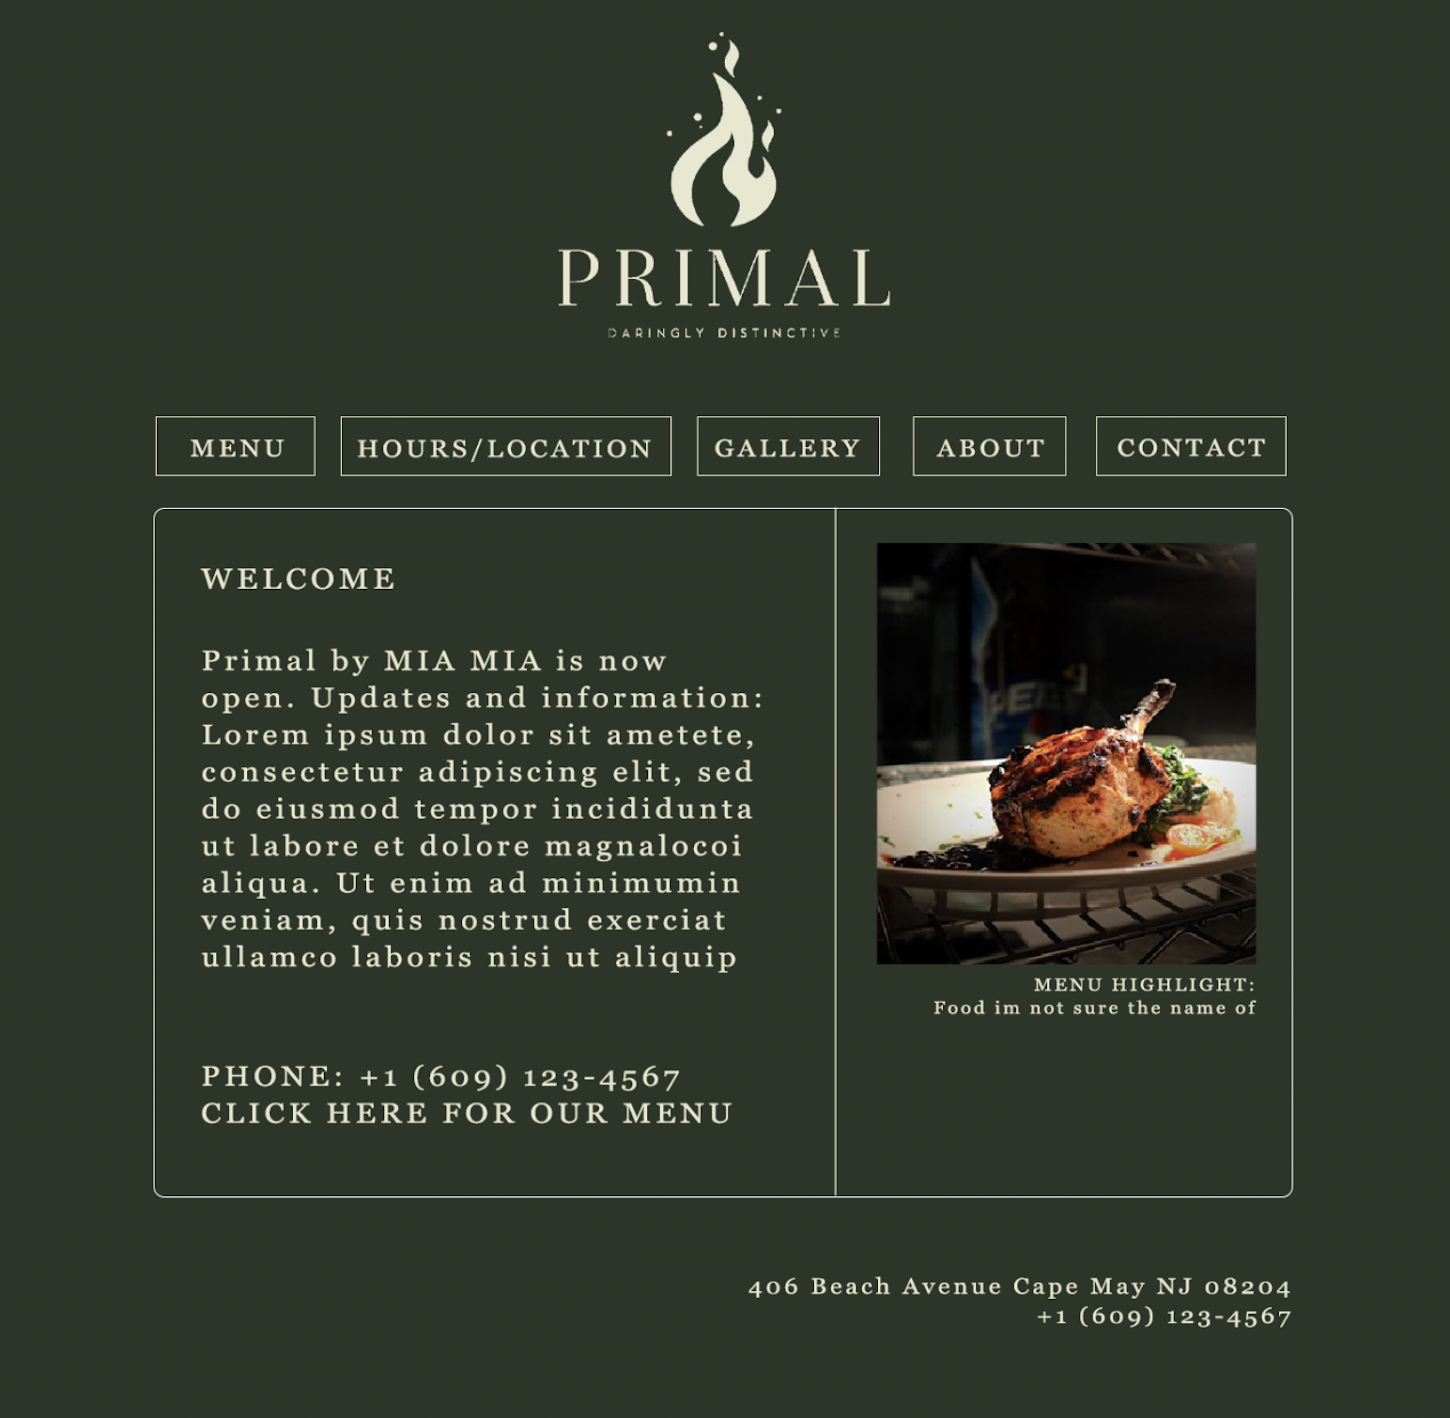 PRIMAL
DARINGLY DISTINCTIVE
MENU
HOURS/LOCATION
GALLERY
ABOUT
CONTACT
WELCOME
Primal by MIA MIA is now
open. Updates and information:
Lorem ipsum dolor sit ametete,
consectetur adipiscing elit, sed
do eiusmod tempor incididunta
ut labore et dolore magnalocoi
aliqua. Ut enim ad minimumin
veniam, quis nostrud exerciat
ullamco laboris nisi ut aliquip
PHONE: +1 (609) 123-4567
CLICK HERE FOR OUR MENU
MENU HIGHLIGHT:
Food im not sure the name of
406 Beach Avenue Cape May NJ 08204
+1 (609) 123-4567